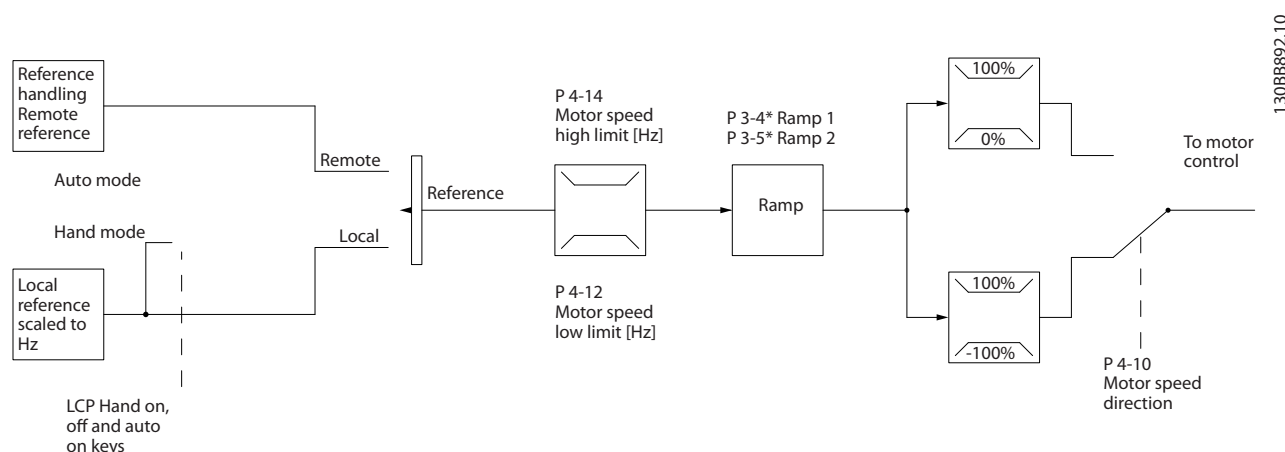 Reference
handling
Remote
reference
Auto mode
Hand mode
Local
reference
scaled to
Hz
LCP Hand on,
off and auto
on keys
Remote
Local
Reference
P 4-14
Motor speed
high limit [Hz]
P 4-12
Motor speed
low limit [Hz]
P 3-4* Ramp 1
P 3-5* Ramp 2
Ramp
100%
0%
100%
-100%
To motor
control
P 4-10
Motor speed
direction
130BB892.10